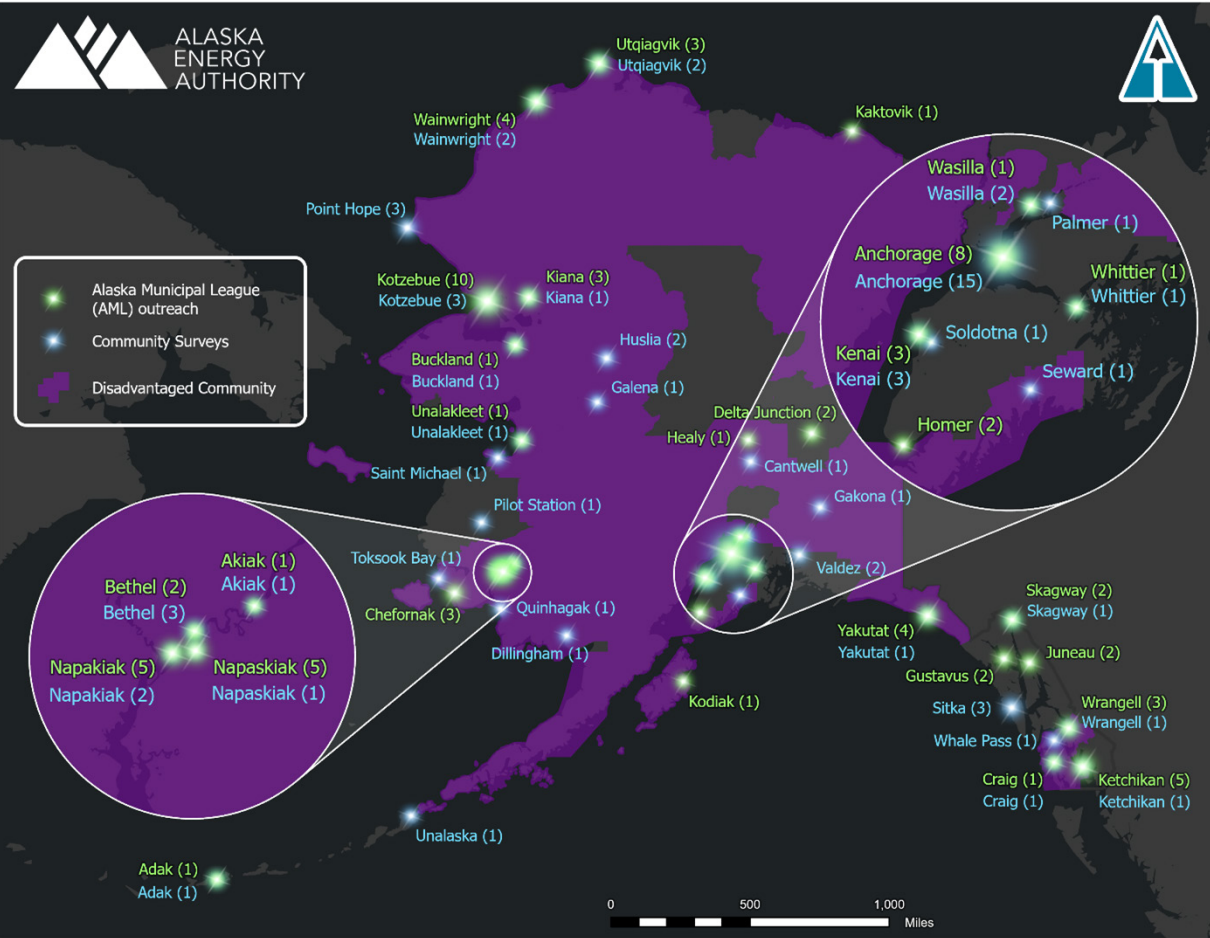 ALASKA
ENERGY
AUTHORITY
Utqiagvik (3)
Utqiagvik (2)
Wainwright (4)
Wainwright (2)
Kaktovik (1)
Point Hope (3)
Alaska Municipal League
(AML) outreach
Community Surveys
Disadvantaged Community
Kotzebue (10)
Kotzebue (3)
Kiana (3)
Kiana (1)
Buckland (1)
Buckland (1)
Huslia (2)
Galena (1)
Unalakleet (1)
Unalakleet (1)
Saint Michael (1)
Delta Junction (2)
Healy (1)
Cantwell (1)
Gakona (1)
Pilot Station (1)
Toksook Bay (1)
Chefornak (3)
Quinhagak (1)
Dillingham (1)
Valdez (2)
Wasilla (1)
Wasilla (2)
Palmer (1)
Anchorage (8)
Anchorage (15)
Whittier (1)
Whittier (1)
Soldotna (1)
Kenai (3)
Kenai (3)
Seward (1)
Homer (2)
Akiak (1)
Akiak (1)
Bethel (2)
Bethel (3)
Napakiak (5)
Napakiak (2)
Napaskiak (5)
Napaskiak (1)
Kodiak (1)
Yakutat (4)
Yakutat (1)
Skagway (2)
Skagway (1)
Juneau (2)
Gustavus (2)
Sitka (3)
Wrangell (3)
Wrangell (1)
Whale Pass (1)
Craig (1)
Craig (1)
Ketchikan (5)
Ketchikan (1)
Unalaska (1)
Adak (1)
Adak (1)
0 500 1,000
Miles